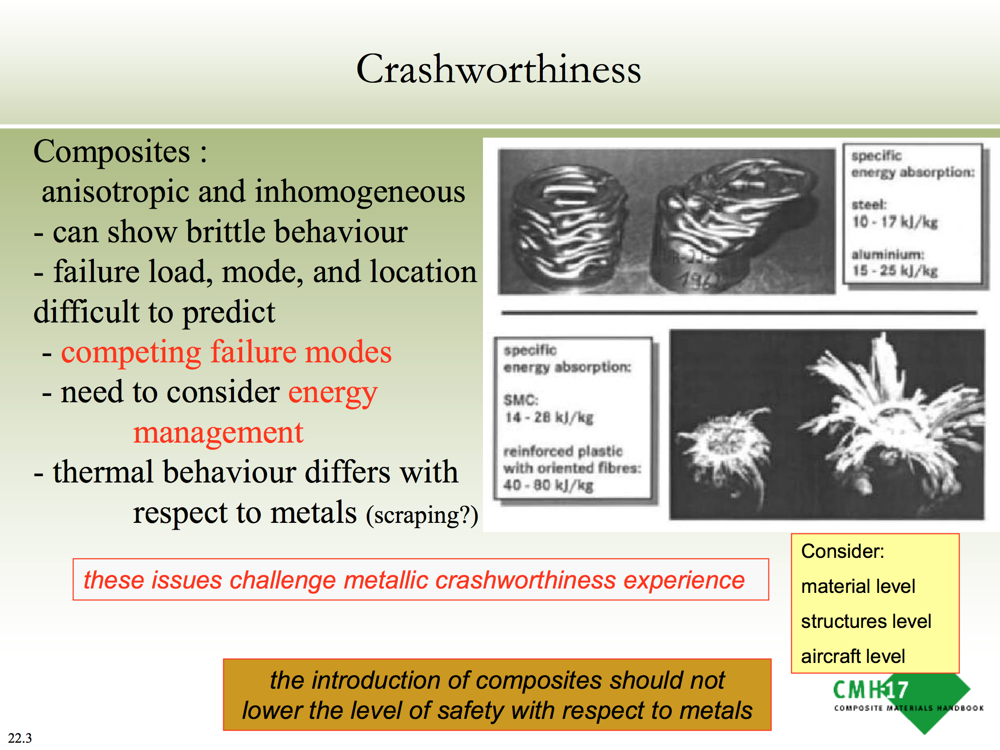 Crashworthiness
Composites :
anisotropic and inhomogeneous
- can show brittle behaviour
- failure load, mode, and location
difficult to predict
- competing failure modes
- need to consider energy
management
- thermal behaviour differs with
respect to metals (scraping?)
specific
energy absorption:
steel:
10 - 17 kJ/kg
aluminium:
15 - 25 kJ/kg
1962
specific
energy absorption:
SMC:
14 - 28 kJ/kg
reinforced plastic
with oriented fibres:
40 - 80 kJ/kg
these issues challenge metallic crashworthiness experience
Consider:
material level
structures level
aircraft level
the introduction of composites should not
lower the level of safety with respect to metals
CMH-17
COMPOSITE MATERIALS HANDBOOK
22.3